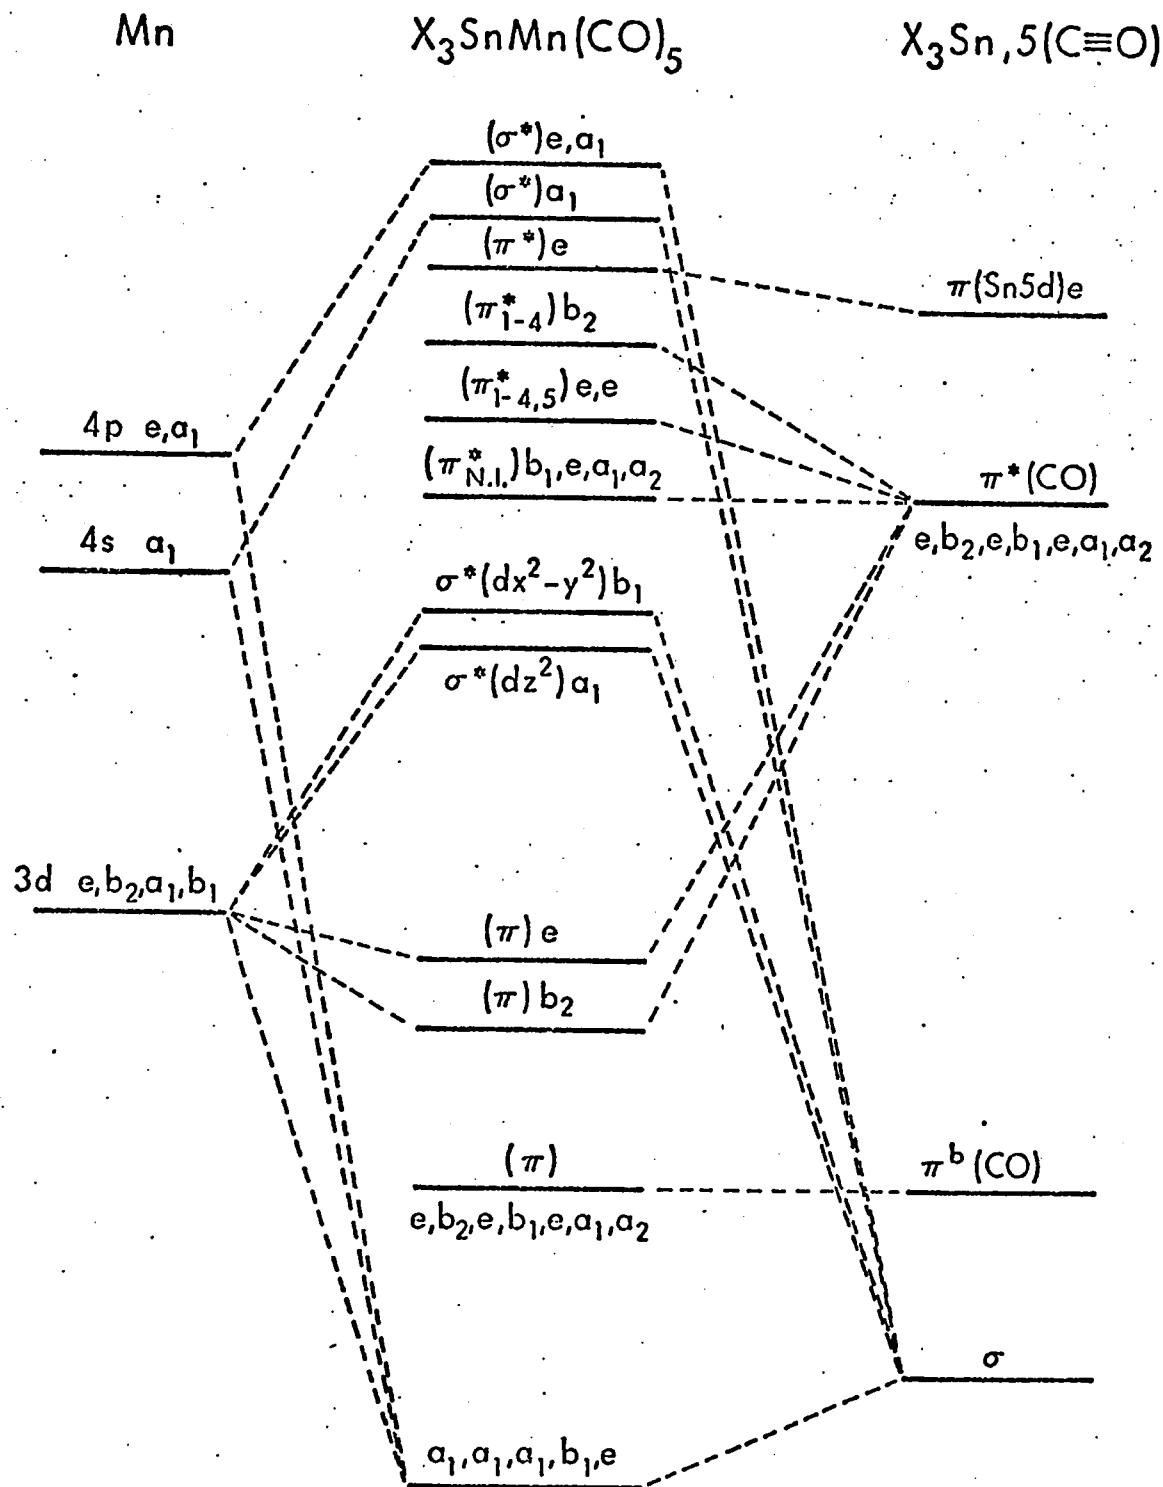 Mn X₃SnMn(CO)₅ X₃Sn,5(C≡O)
(σ*)e,a₁
(σ*)a₁
(π*)e
π(Sn5d)e
(π*₁₋₄)b₂
(π*₁₋₄,₅)e,e
4p e,a₁
(π*N.I.)b₁,e,a₁,a₂
π*(CO)
4s a₁
e,b₂,e,b₁,e,a₁,a₂
σ*(dx²-y²)b₁
σ*(dz²)a₁
3d e,b₂,a₁,b₁
(π)e
(π)b₂
(π)
πᵇ(CO)
e,b₂,e,b₁,e,a₁,a₂
σ
a₁,a₁,a₁,b₁,e